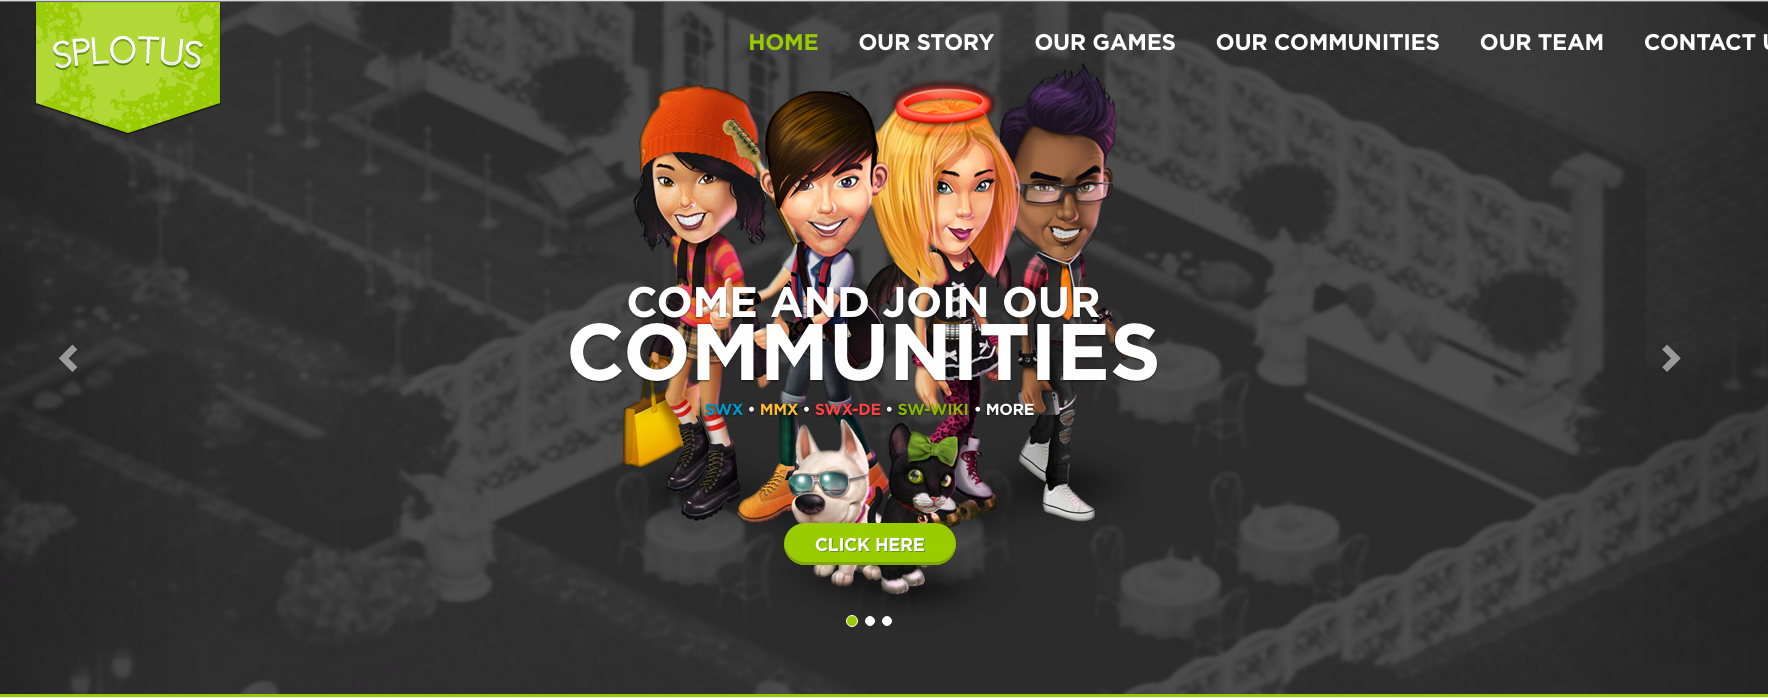 SPLOTUS
HOME OUR STORY OUR GAMES OUR COMMUNITIES OUR TEAM CONTACT
COME AND JOIN OUR
COMMUNITIES
SWX • MMX • SWX-DE • SW-WIKI • MORE
CLICK HERE